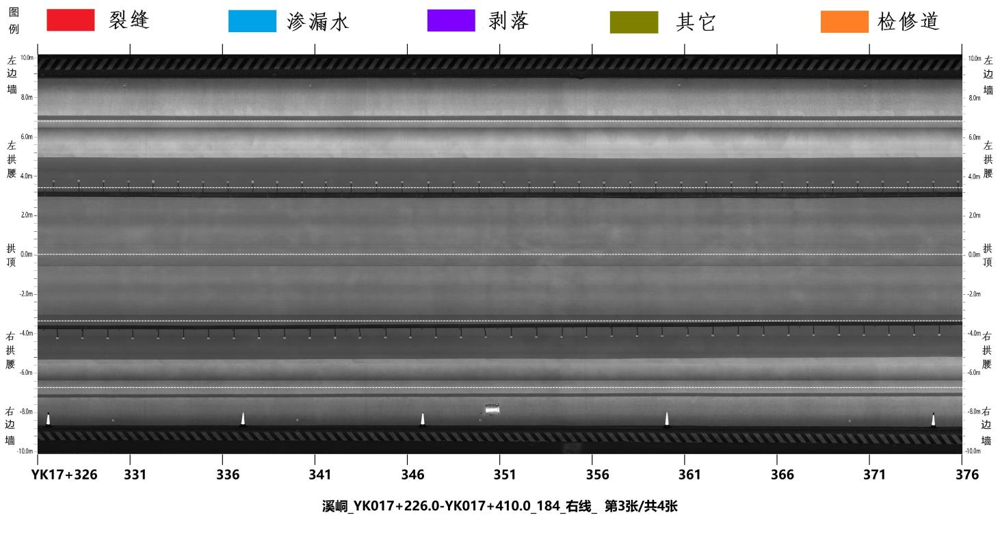 图例 裂缝 渗漏水 剥落 其它 检修道
左边墙 10.0m 10.0m 左边墙
8.0m 8.0m
左拱腰 6.0m 6.0m 左拱腰
4.0m 4.0m
2.0m 2.0m
拱顶 0.0m 0.0m 拱顶
-2.0m -2.0m
右拱腰 -4.0m -4.0m 右拱腰
-6.0m -6.0m
右边墙 -8.0m -8.0m 右边墙
-10.0m -10.0m
YK17+326 331 336 341 346 351 356 361 366 371 376
溪峒_YK017+226.0-YK017+410.0_184_右线_ 第3张/共4张